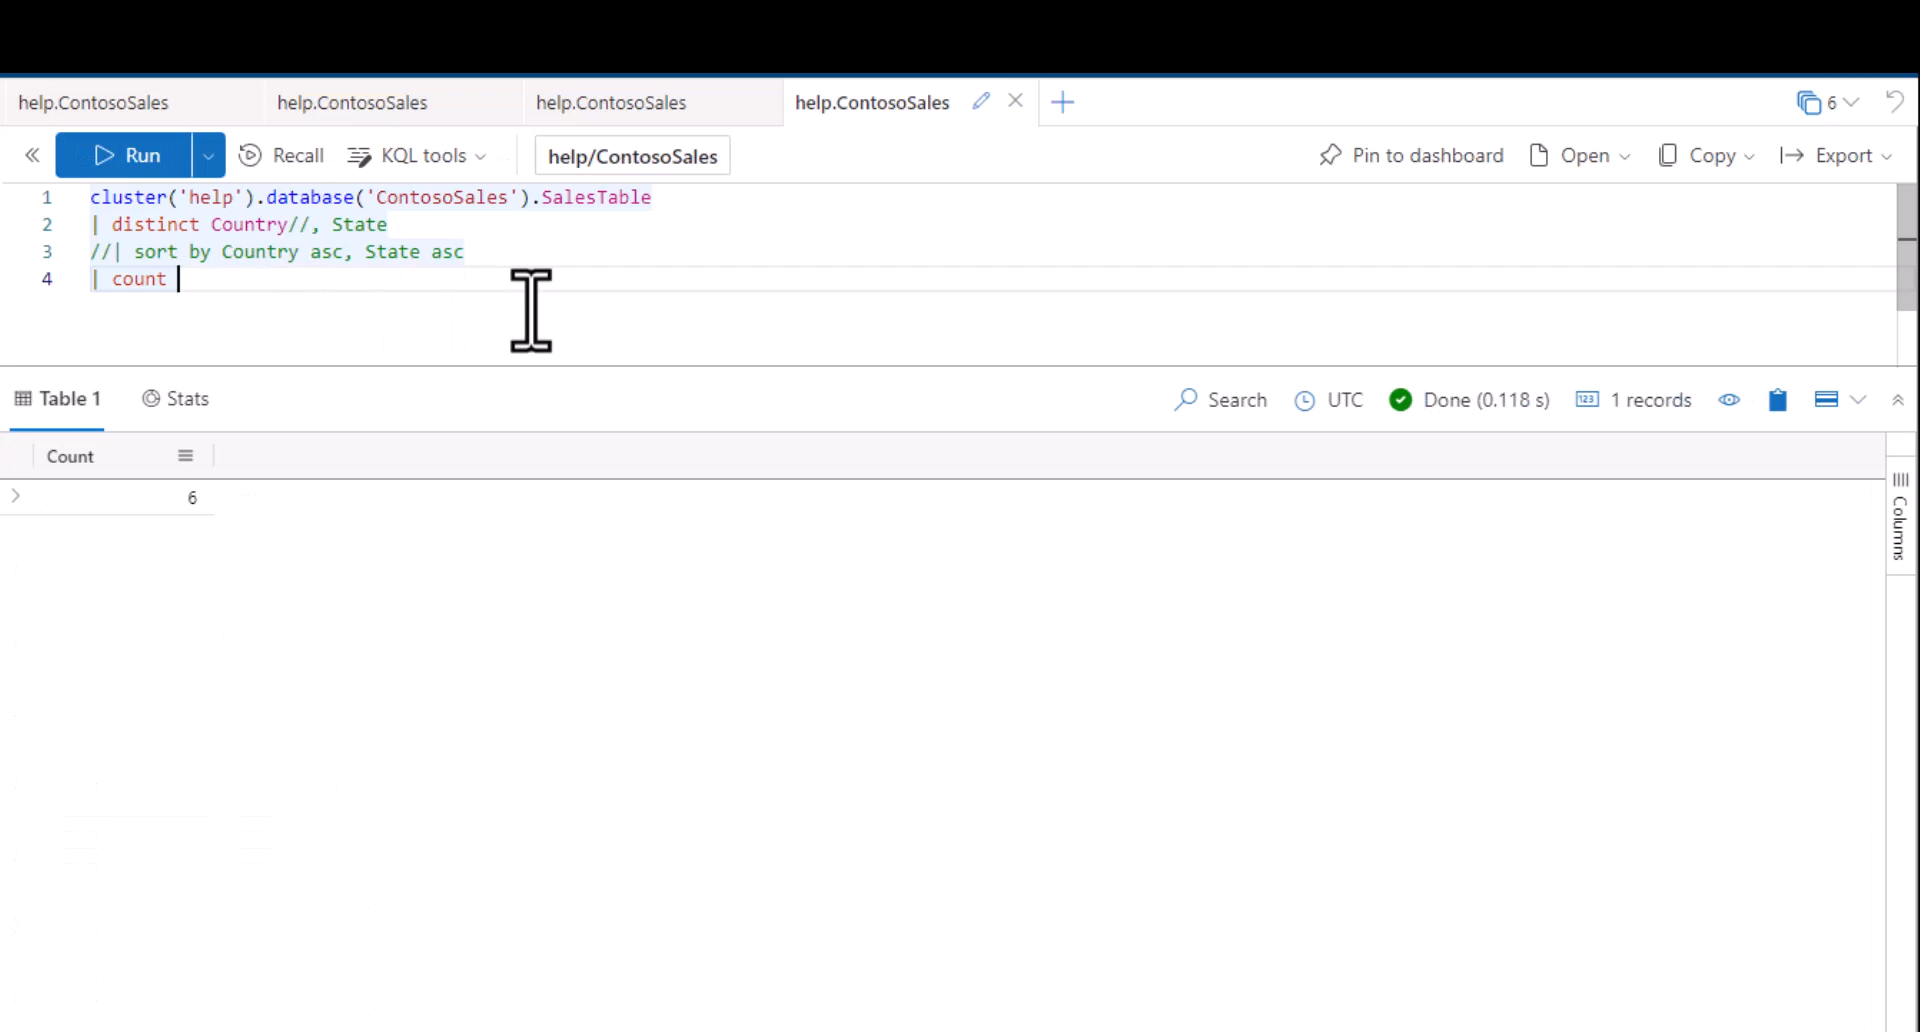 help.ContosoSales help.ContosoSales help.ContosoSales help.ContosoSales 6
Run Recall KQL tools help/ContosoSales Pin to dashboard Open Copy Export
1 cluster('help').database('ContosoSales').SalesTable
2 | distinct Country//, State
3 //| sort by Country asc, State asc
4 | count
Table 1 Stats Search UTC Done (0.118 s) 123 1 records
Count
6
Columns